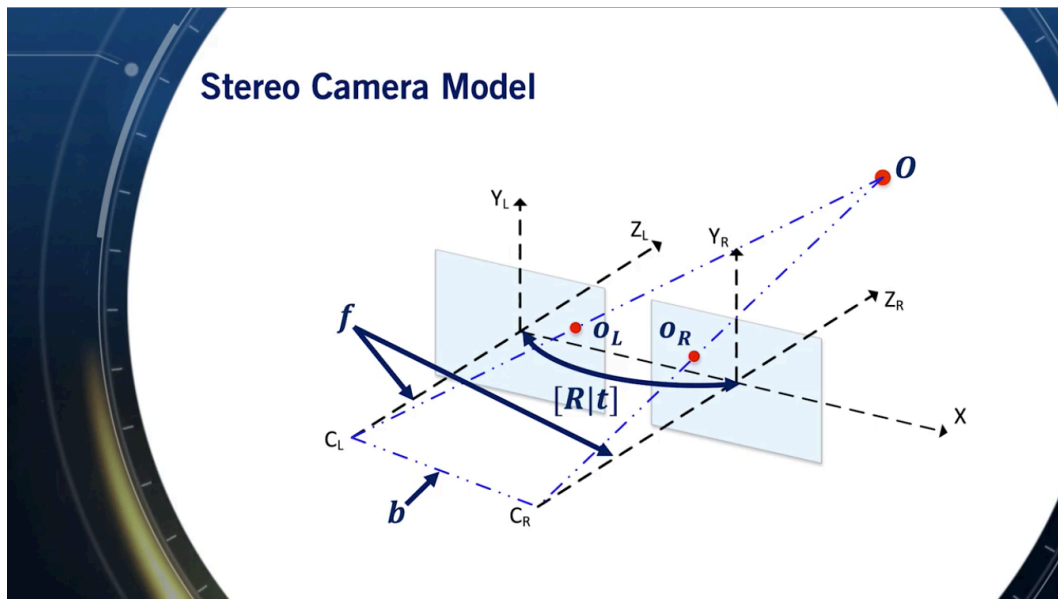 Stereo Camera Model
O
Y_L
Z_L
Y_R
Z_R
f
o_L
o_R
[R|t]
X
C_L
b
C_R